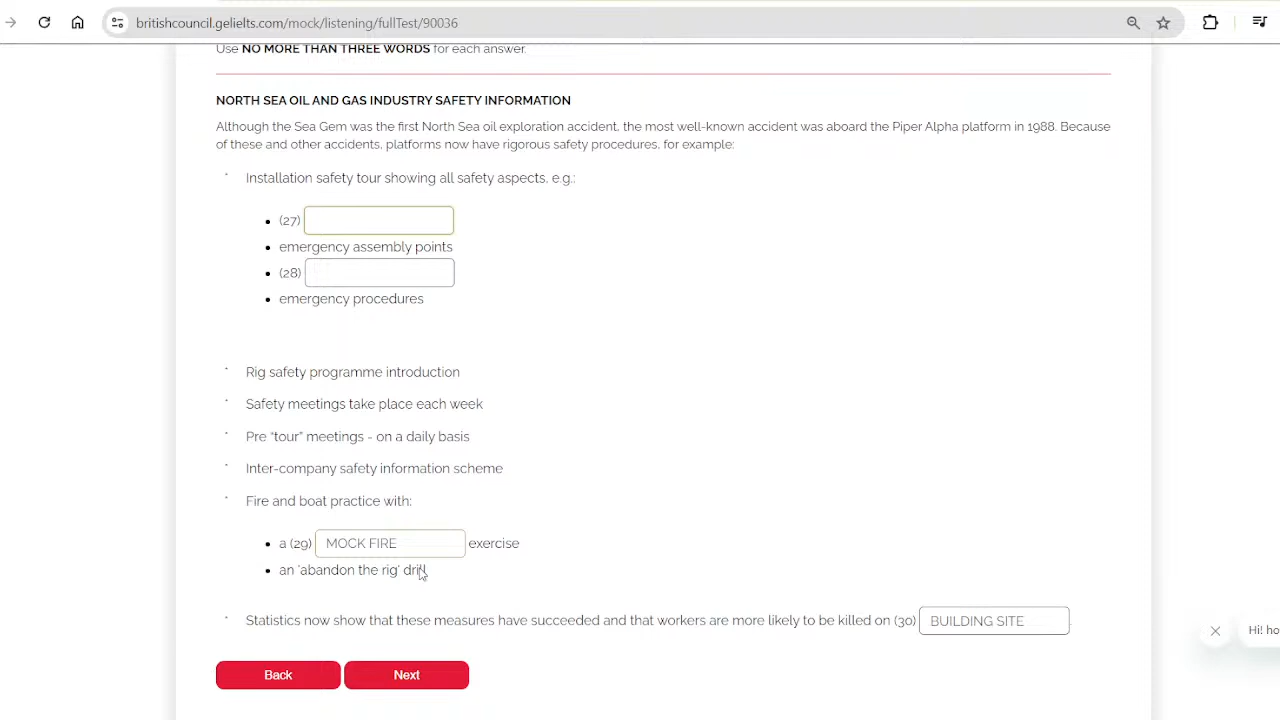 britishcouncil.gelielts.com/mock/listening/fullTest/90036
Use NO MORE THAN THREE WORDS for each answer.
NORTH SEA OIL AND GAS INDUSTRY SAFETY INFORMATION
Although the Sea Gem was the first North Sea oil exploration accident, the most well-known accident was aboard the Piper Alpha platform in 1988. Because
of these and other accidents, platforms now have rigorous safety procedures, for example:
* Installation safety tour showing all safety aspects, e.g.:
• (27)
• emergency assembly points
• (28)
• emergency procedures
* Rig safety programme introduction
* Safety meetings take place each week
* Pre “tour” meetings - on a daily basis
* Inter-company safety information scheme
* Fire and boat practice with:
• a (29) MOCK FIRE exercise
• an 'abandon the rig' drill
* Statistics now show that these measures have succeeded and that workers are more likely to be killed on (30) BUILDING SITE .
Hi! ho
Back Next